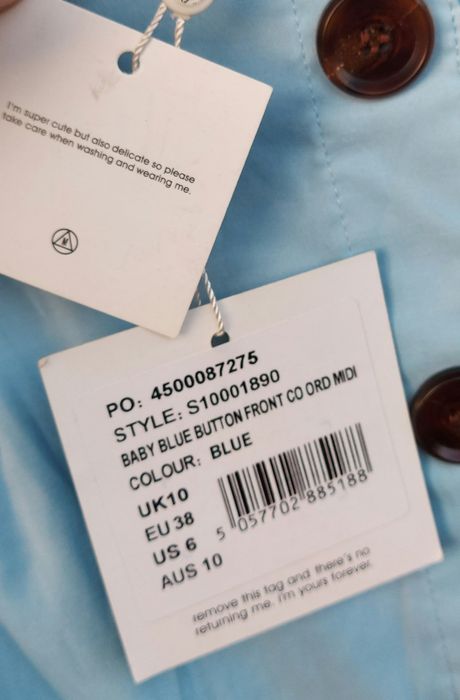 I'm super cute but also delicate so please
take care when washing and wearing me.
PO: 4500087275
STYLE: S10001890
BABY BLUE BUTTON FRONT CO ORD MIDI
COLOUR: BLUE
UK10
EU 38
US 6
AUS 10
5 057702 885188
remove this tag and there's no
returning me. I'm yours forever.